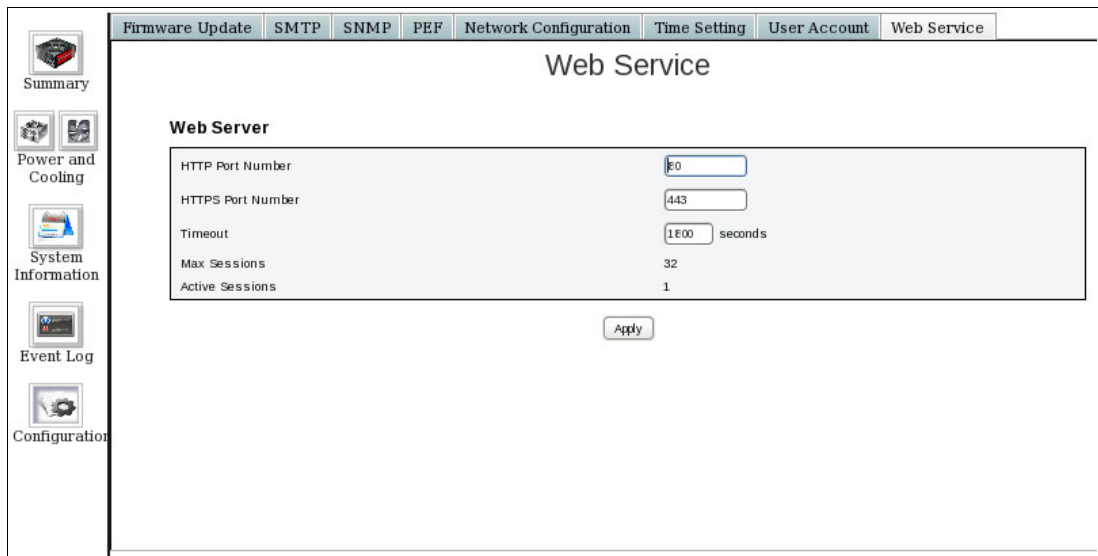 Firmware Update SMTP SNMP PEF Network Configuration Time Setting User Account Web Service
Web Service
Summary
Power and
Cooling
System
Information
Event Log
Configuration
Web Server
HTTP Port Number 80
HTTPS Port Number 443
Timeout 1800 seconds
Max Sessions 32
Active Sessions 1
Apply